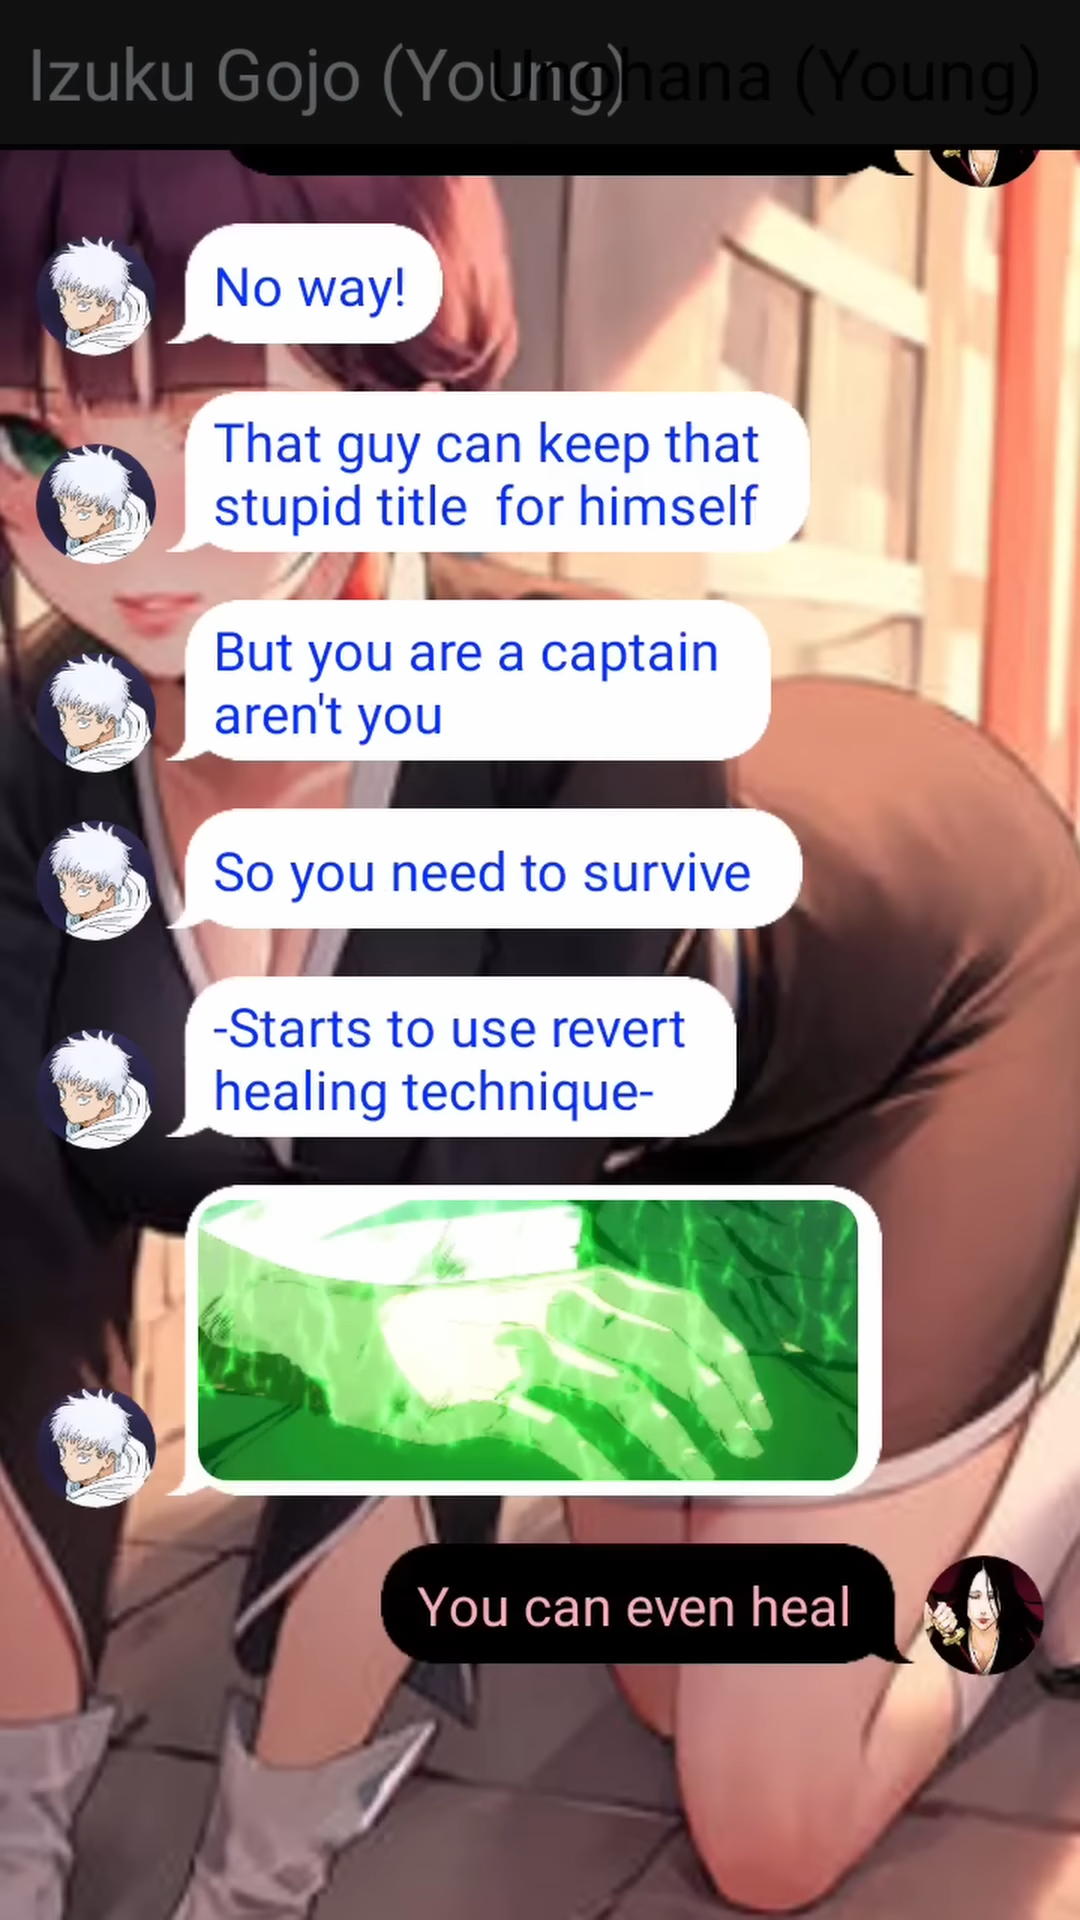 Izuku Gojo (Young)
Unohana (Young)
No way!
That guy can keep that
stupid title  for himself
But you are a captain
aren't you
So you need to survive
-Starts to use revert
healing technique-
You can even heal